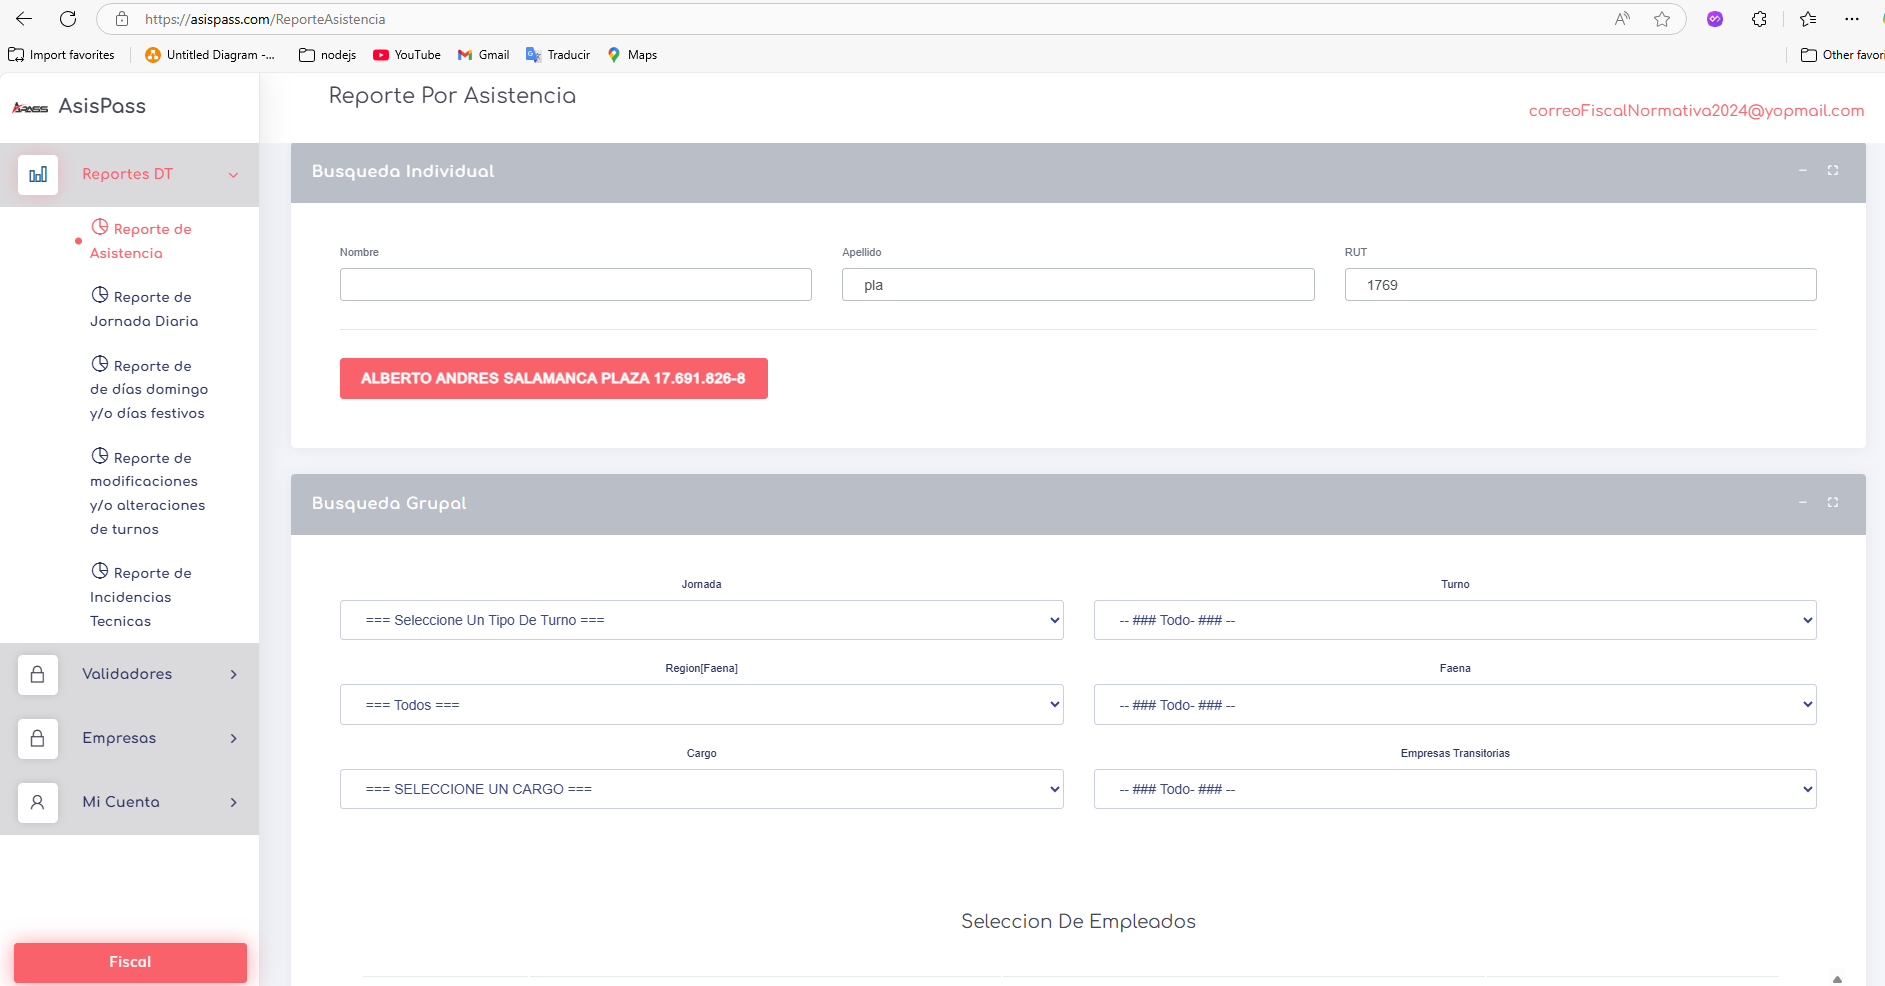 https://asispass.com/ReporteAsistencia
Import favorites
Untitled Diagram -...
nodejs
YouTube
Gmail
Traducir
Maps
Other favori
AsisPass
Reporte Por Asistencia
correoFiscalNormativa2024@yopmail.com
Reportes DT
Reporte de
Asistencia
Reporte de
Jornada Diaria
Reporte de
de días domingo
y/o días festivos
Reporte de
modificaciones
y/o alteraciones
de turnos
Reporte de
Incidencias
Tecnicas
Validadores
Empresas
Mi Cuenta
Fiscal
Busqueda Individual
Nombre
Apellido
RUT
pla
1769
ALBERTO ANDRES SALAMANCA PLAZA 17.691.826-8
Busqueda Grupal
Jornada
Turno
=== Seleccione Un Tipo De Turno ===
-- ### Todo- ### --
Region[Faena]
Faena
=== Todos ===
-- ### Todo- ### --
Cargo
Empresas Transitorias
=== SELECCIONE UN CARGO ===
-- ### Todo- ### --
Seleccion De Empleados